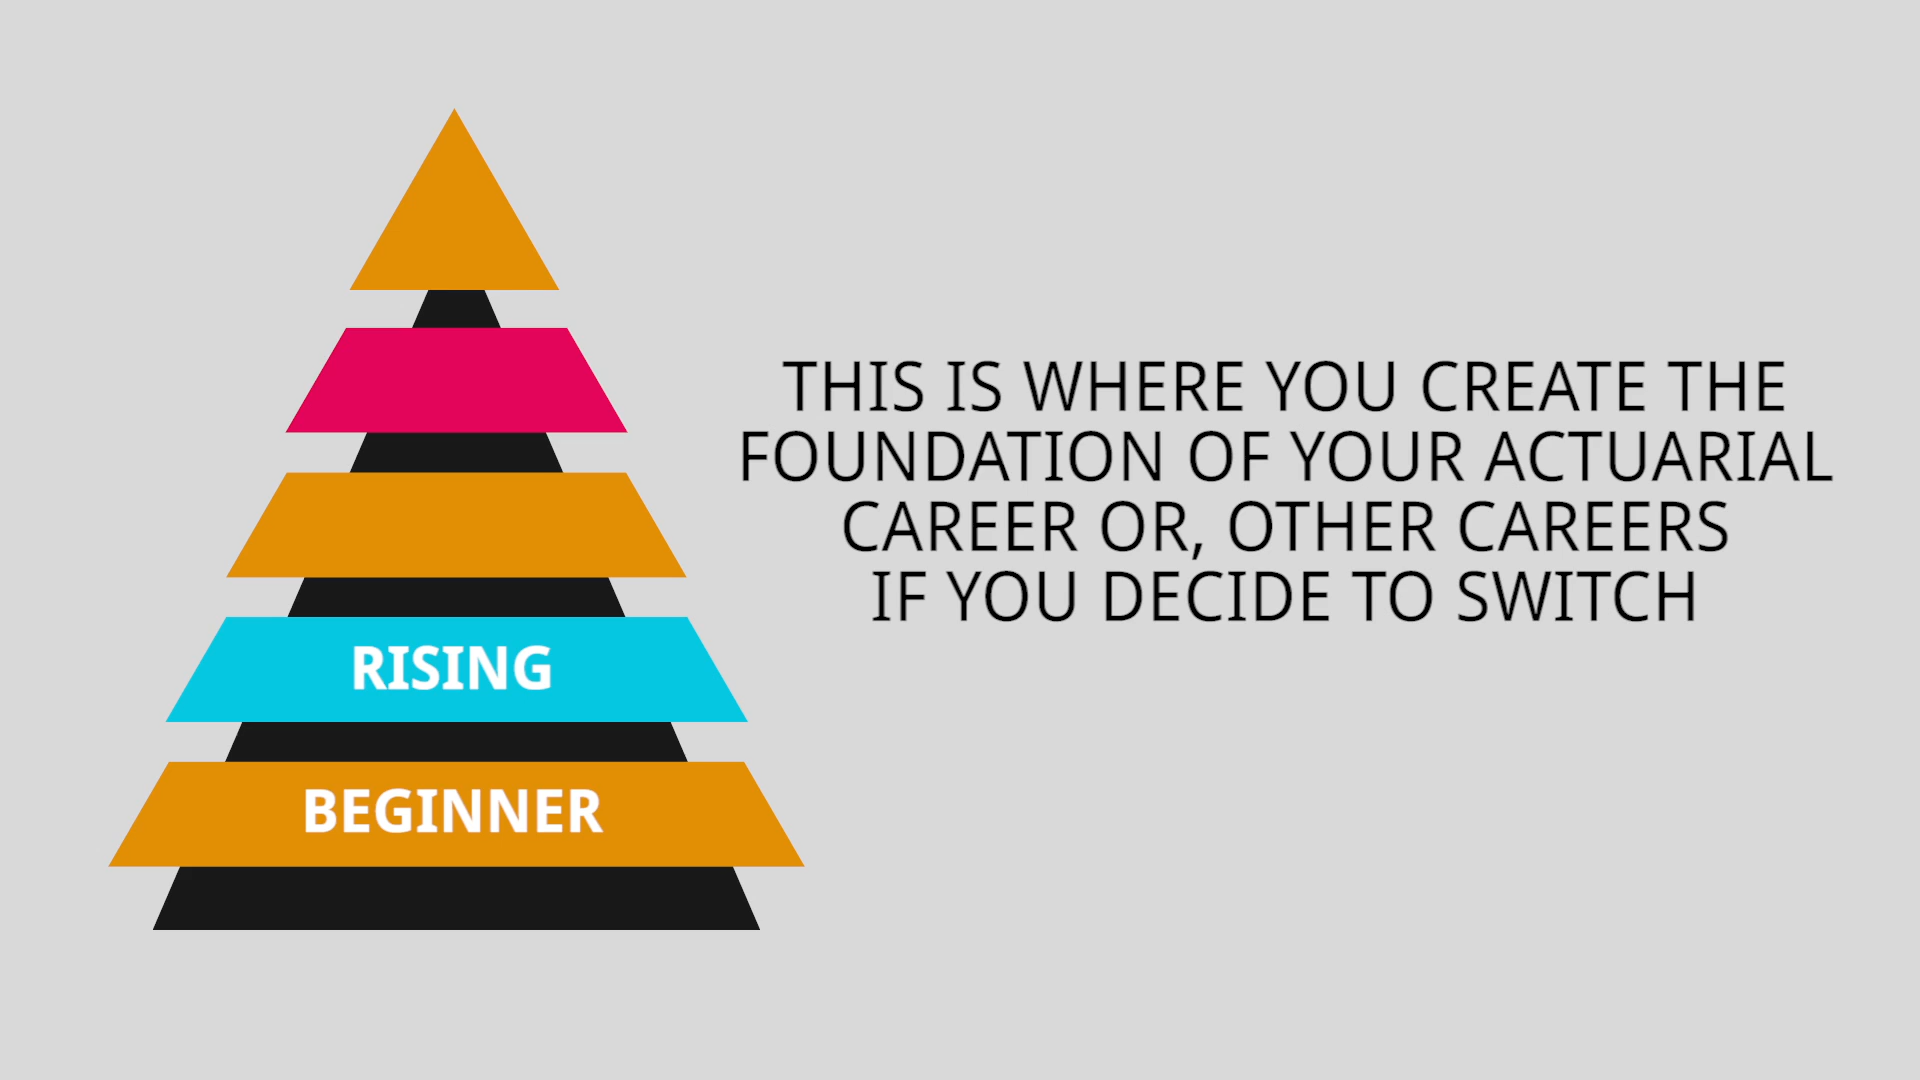 THIS IS WHERE YOU CREATE THE
FOUNDATION OF YOUR ACTUARIAL
CAREER OR, OTHER CAREERS
IF YOU DECIDE TO SWITCH
RISING
BEGINNER